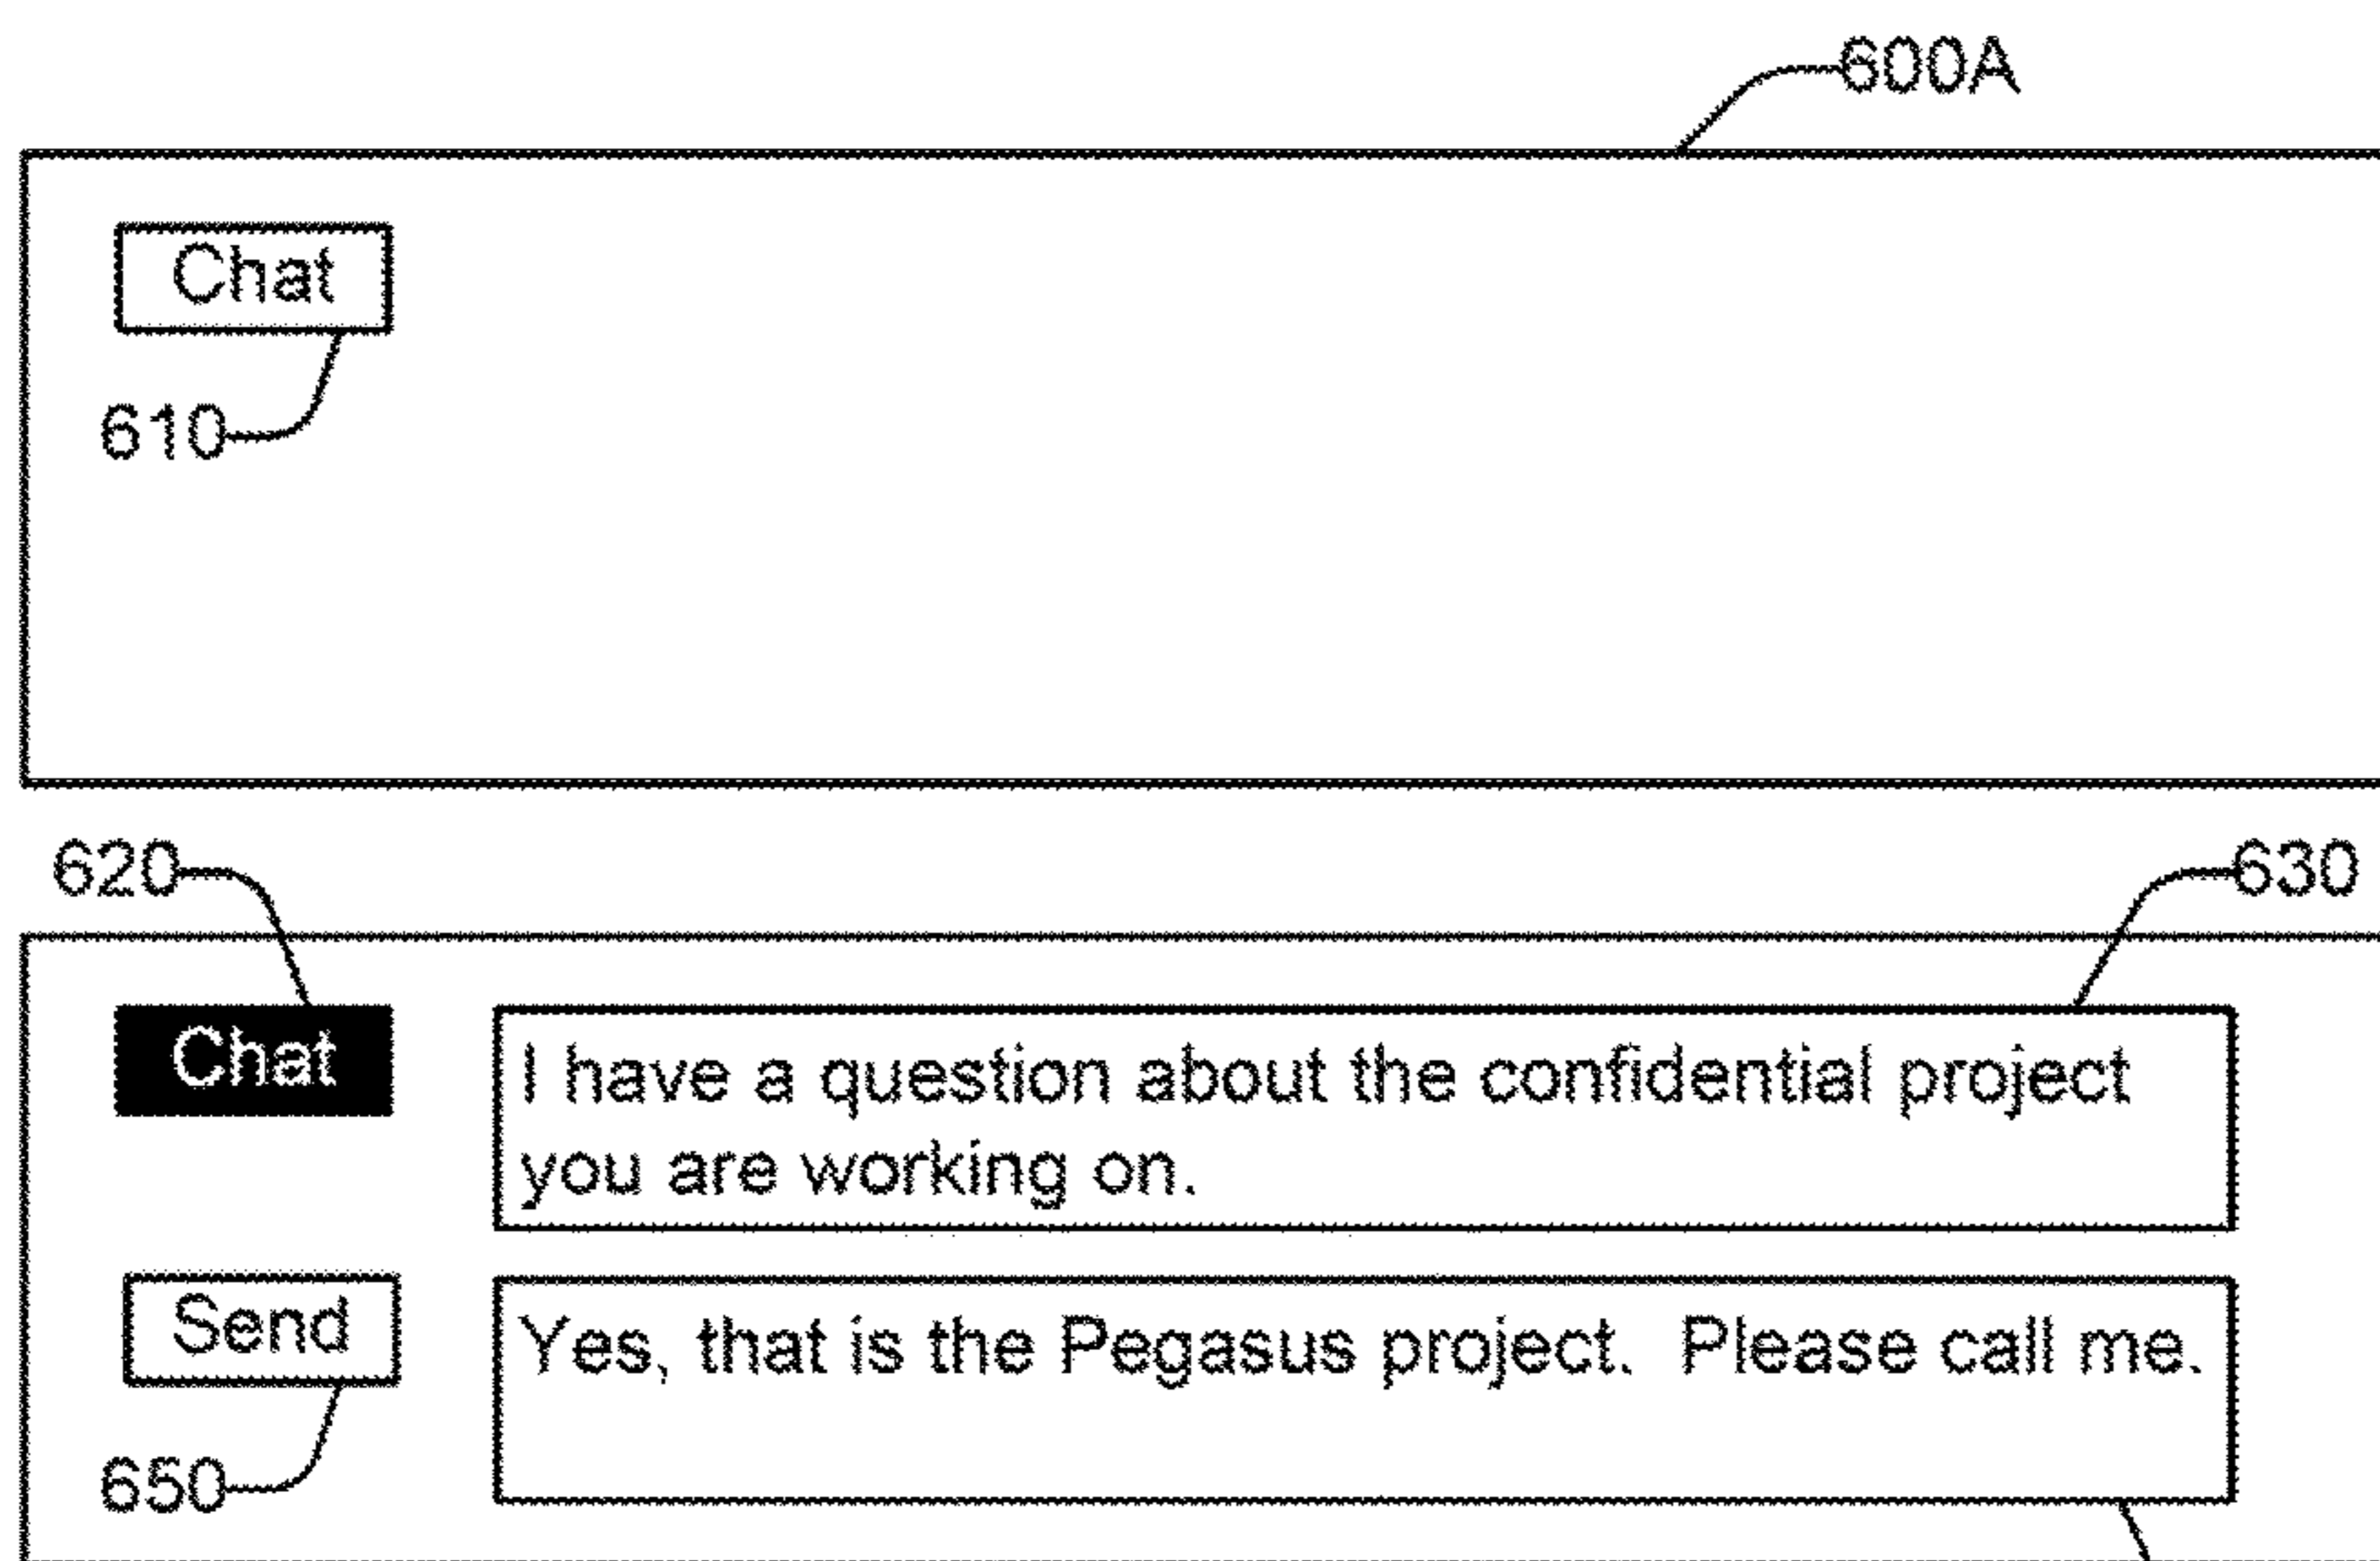 600A
Chat
610
620
630
Chat
I have a question about the confidential project
you are working on.
Send
Yes, that is the Pegasus project.  Please call me.
650